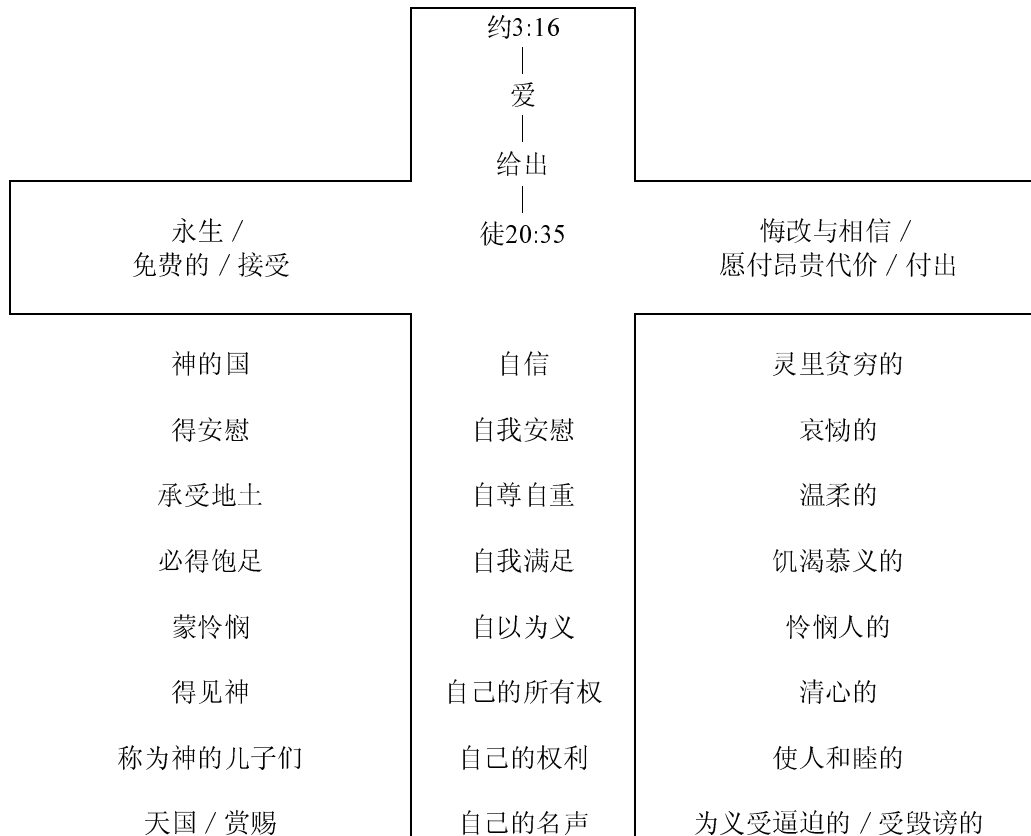 约3:16
爱
给出
永生 / 徒20:35 悔改与相信 /
免费的 / 接受 愿付昂贵代价 / 付出
神的国 自信 灵里贫穷的
得安慰 自我安慰 哀恸的
承受地土 自尊自重 温柔的
必得饱足 自我满足 饥渴慕义的
蒙怜悯 自以为义 怜悯人的
得见神 自己的所有权 清心的
称为神的儿子们 自己的权利 使人和睦的
天国 / 赏赐 自己的名声 为义受逼迫的 / 受毁谤的